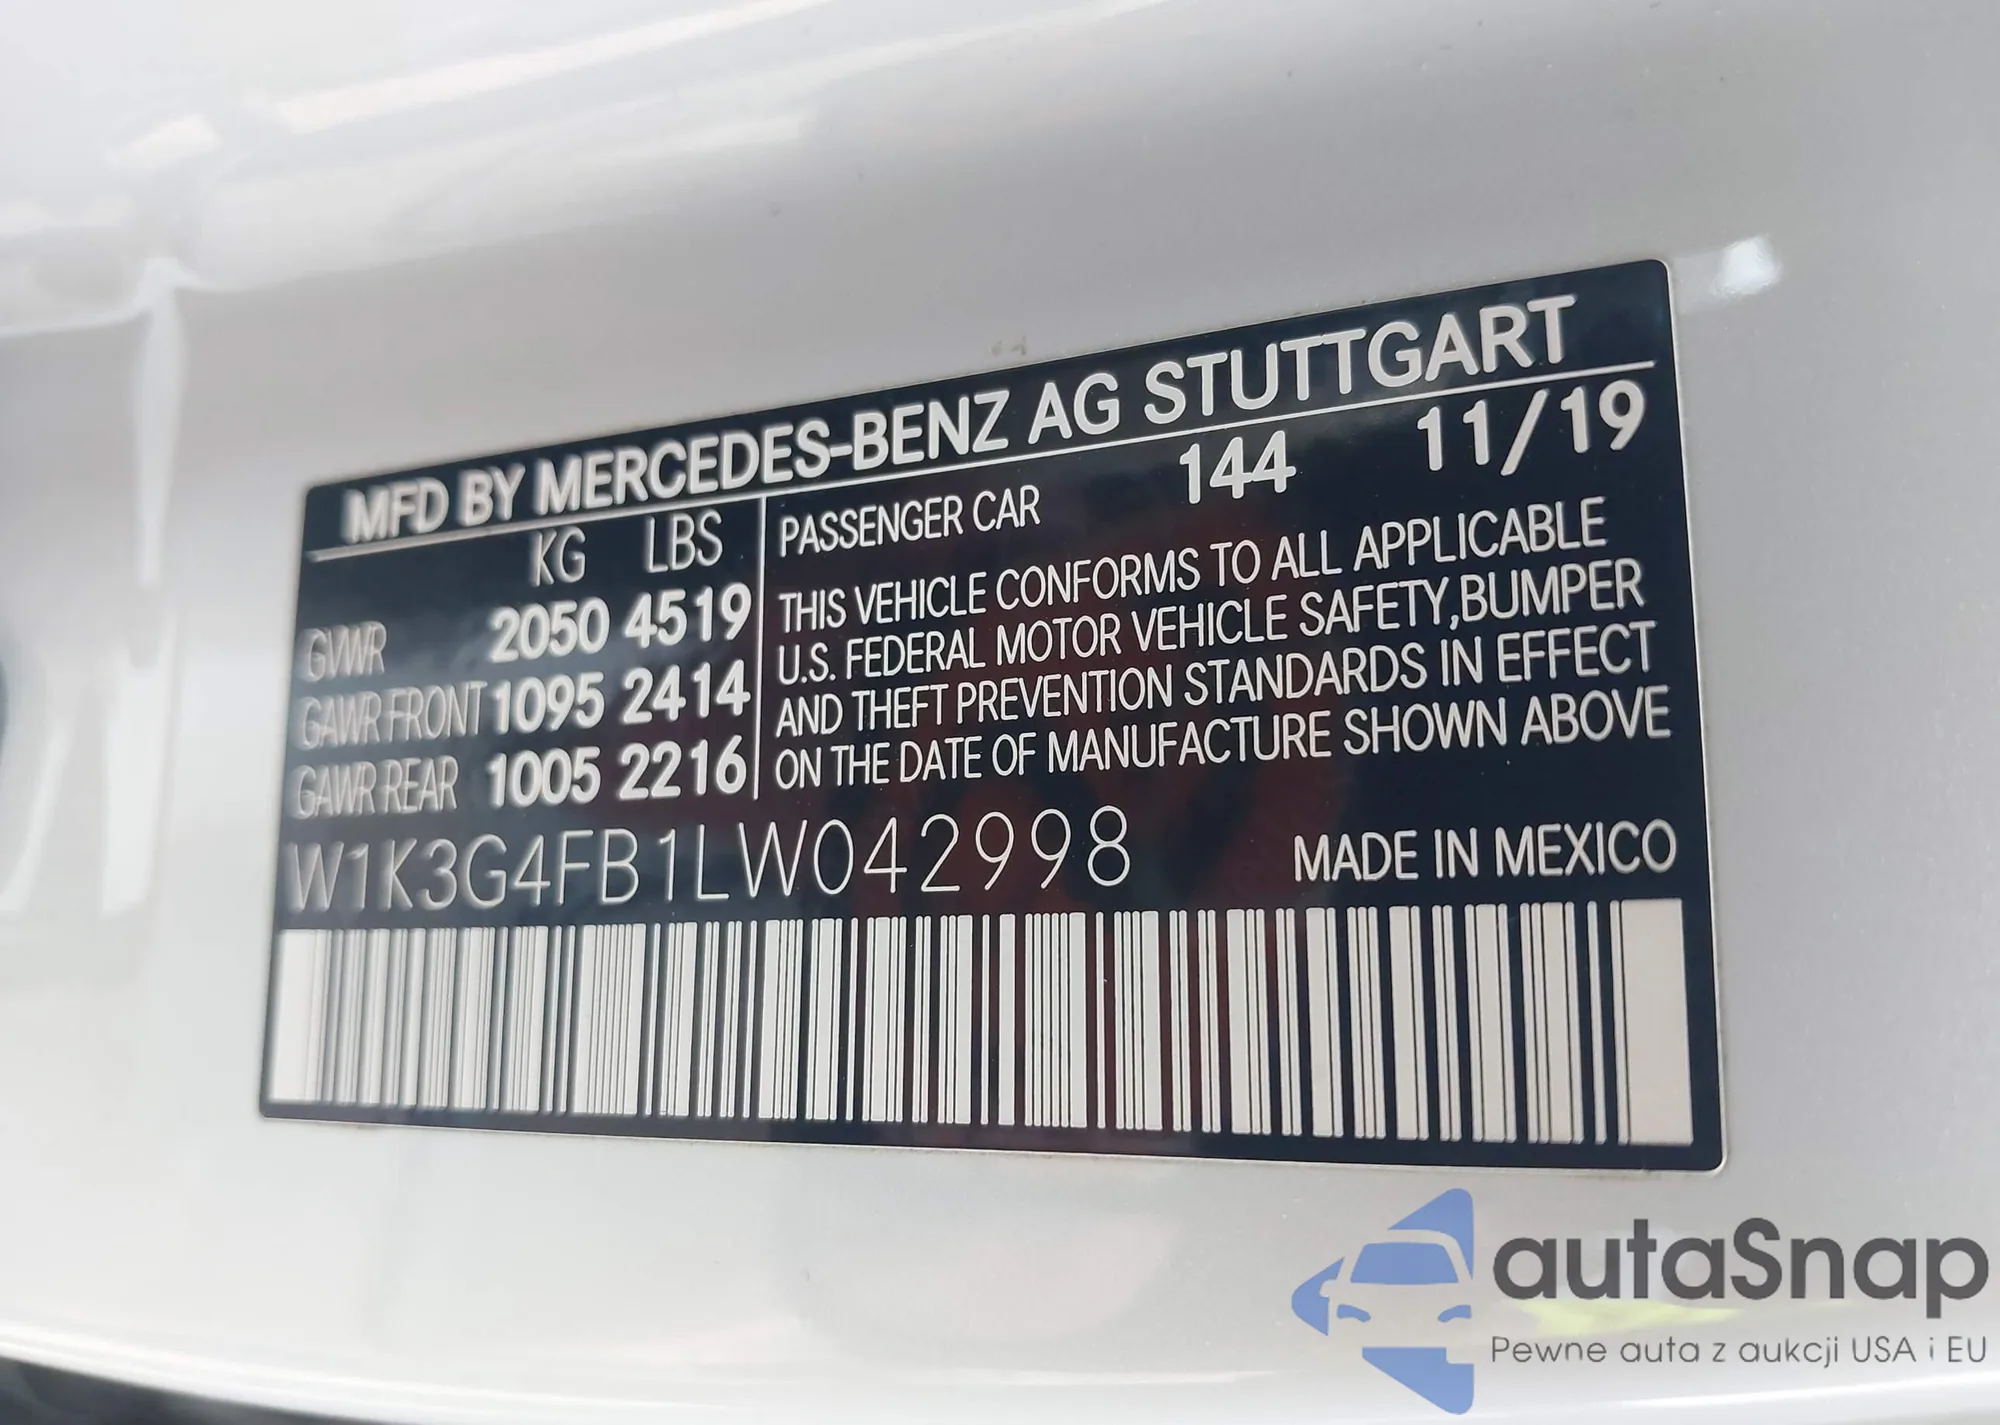 MFD BY MERCEDES-BENZ AG STUTTGART
KG LBS
GVWR 2050 4519
GAWR FRONT 1095 2414
GAWR REAR 1005 2216
PASSENGER CAR 144 11/19
THIS VEHICLE CONFORMS TO ALL APPLICABLE
U.S. FEDERAL MOTOR VEHICLE SAFETY,BUMPER
AND THEFT PREVENTION STANDARDS IN EFFECT
ON THE DATE OF MANUFACTURE SHOWN ABOVE
W1K3G4FB1LW042998 MADE IN MEXICO
autaSnap
Pewne auta z aukcji USA i EU